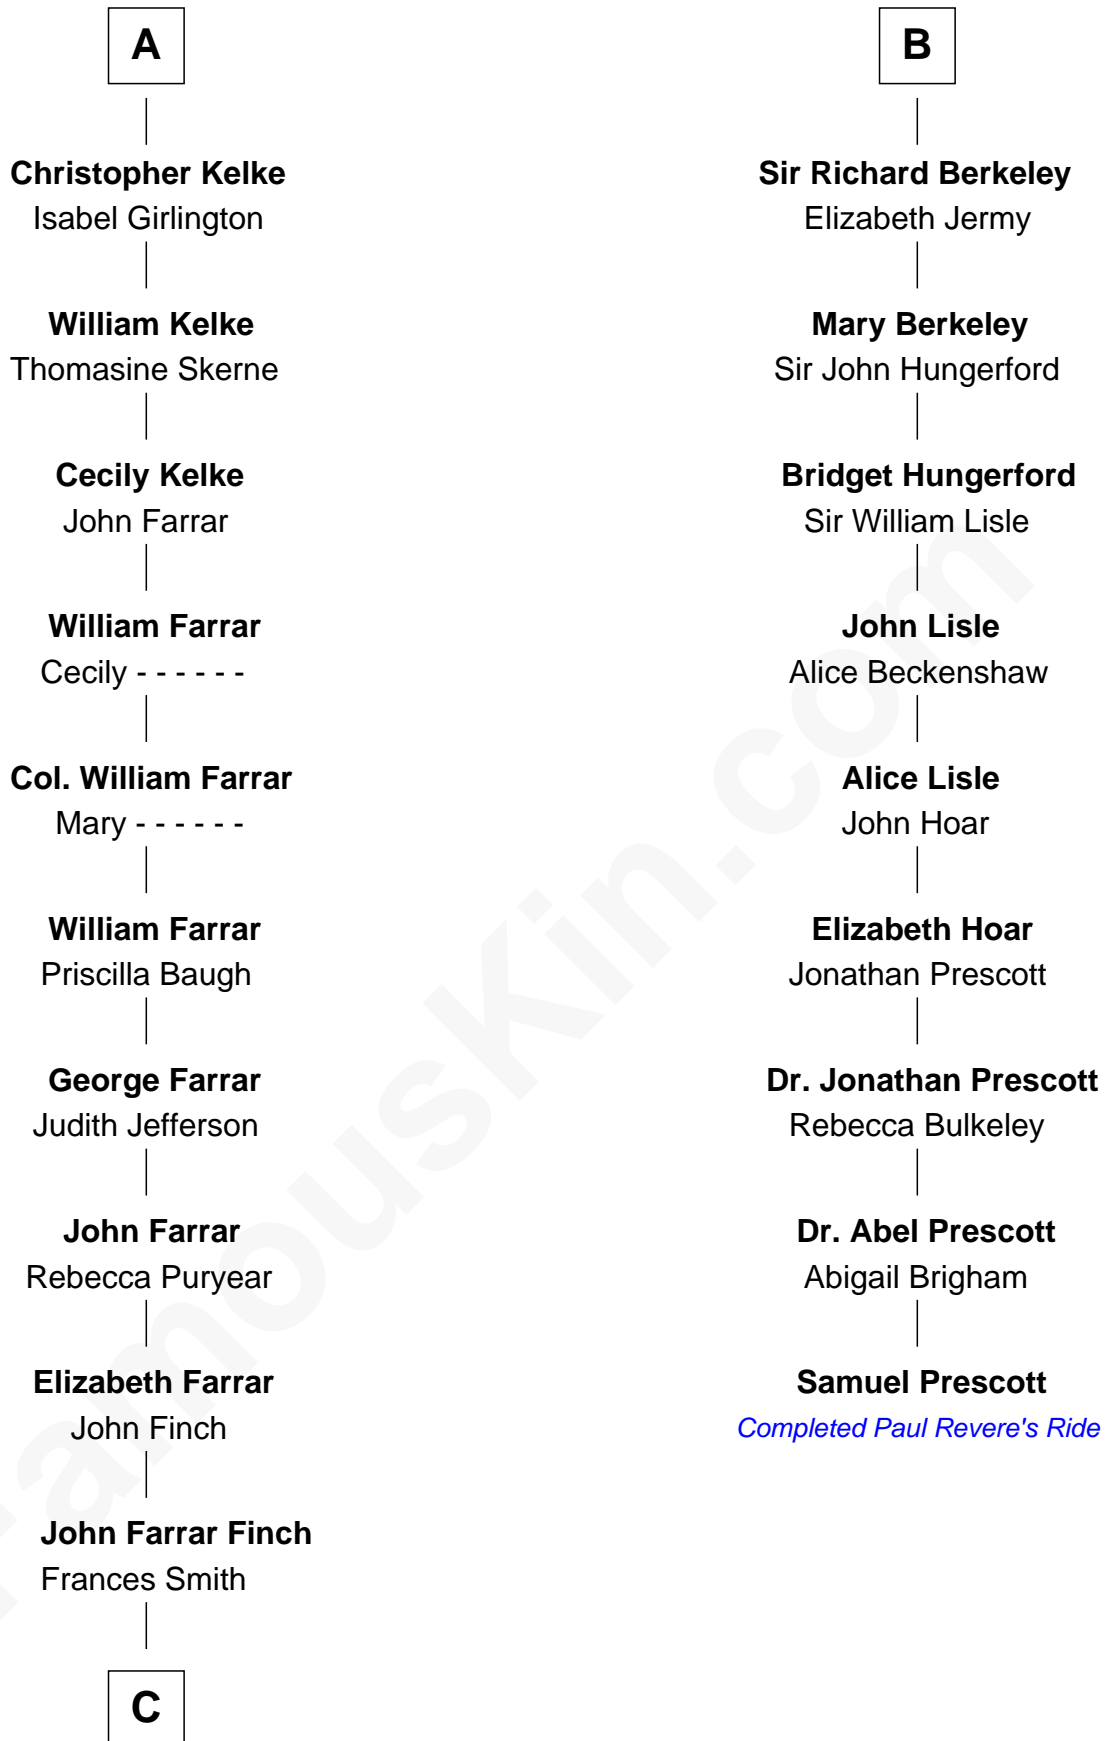 A
Christopher Kelke
Isabel Girlington
William Kelke
Thomasine Skerne
Cecily Kelke
John Farrar
William Farrar
Cecily - - - - - -
Col. William Farrar
Mary - - - - - -
William Farrar
Priscilla Baugh
George Farrar
Judith Jefferson
John Farrar
Rebecca Puryear
Elizabeth Farrar
John Finch
John Farrar Finch
Frances Smith
C
B
Sir Richard Berkeley
Elizabeth Jermy
Mary Berkeley
Sir John Hungerford
Bridget Hungerford
Sir William Lisle
John Lisle
Alice Beckenshaw
Alice Lisle
John Hoar
Elizabeth Hoar
Jonathan Prescott
Dr. Jonathan Prescott
Rebecca Bulkeley
Dr. Abel Prescott
Abigail Brigham
Samuel Prescott
Completed Paul Revere's Ride
FamousKin.com